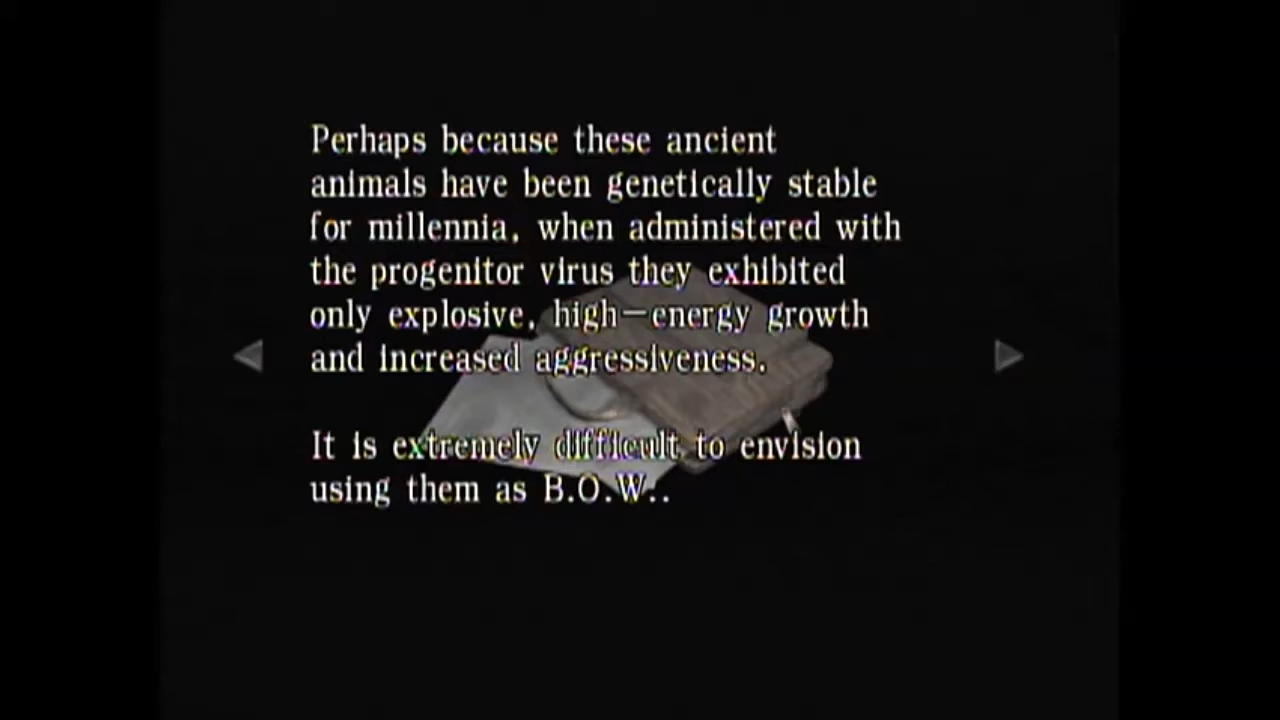 Perhaps because these ancient
animals have been genetically stable
for millennia, when administered with
the progenitor virus they exhibited
only explosive, high—energy growth
and increased aggressiveness.
It is extremely difficult to envision
using them as B.O.W..